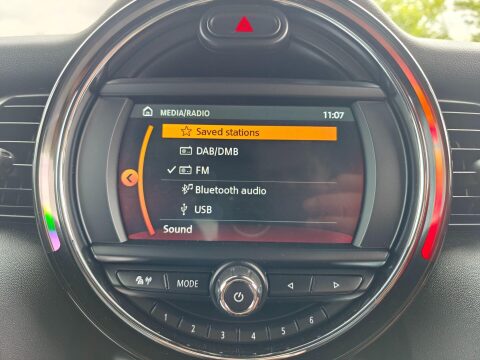 MEDIA/RADIO 11:07
Saved stations
DAB/DMB
FM
Bluetooth audio
USB
Sound
MODE
1 2 3 4 5 6